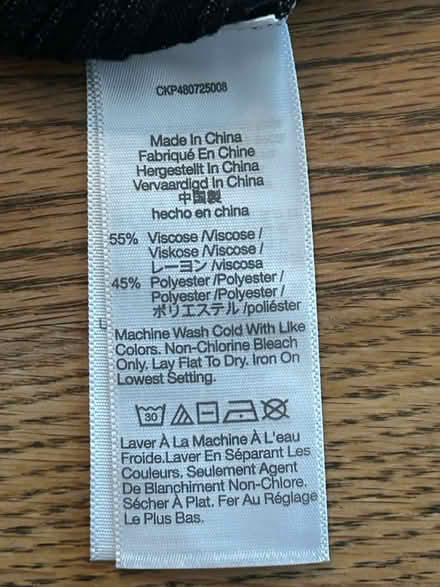 CKP480725008
Made In China
Fabriqué En Chine
Hergestellt In China
Vervaardigd In China
中国製
hecho en china
55% Viscose /Viscose /
Viskose /Viscose /
レーヨン /viscosa
45% Polyester /Polyester /
Polyester /Polyester /
ポリエステル /poliéster
Machine Wash Cold With Like
Colors. Non-Chlorine Bleach
Only. Lay Flat To Dry. Iron On
Lowest Setting.
30
Laver À La Machine À L'eau
Froide.Laver En Séparant Les
Couleurs. Seulement Agent
De Blanchiment Non-Chlore.
Sécher À Plat. Fer Au Réglage
Le Plus Bas.